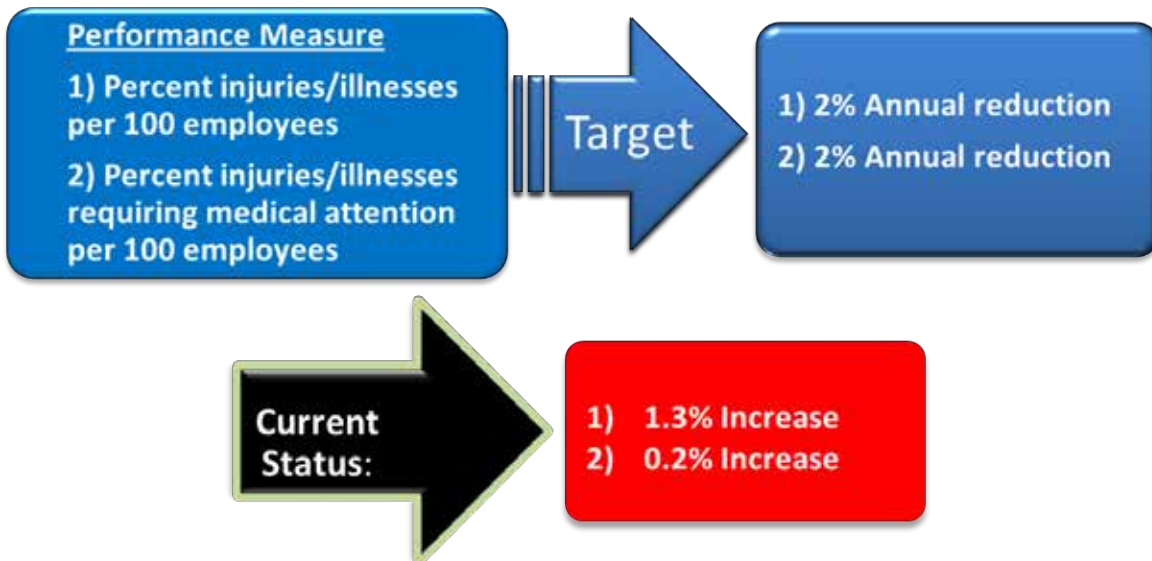 Performance Measure
1) Percent injuries/illnesses
per 100 employees
2) Percent injuries/illnesses
requiring medical attention
per 100 employees
Target
1) 2% Annual reduction
2) 2% Annual reduction
Current
Status:
1) 1.3% Increase
2) 0.2% Increase